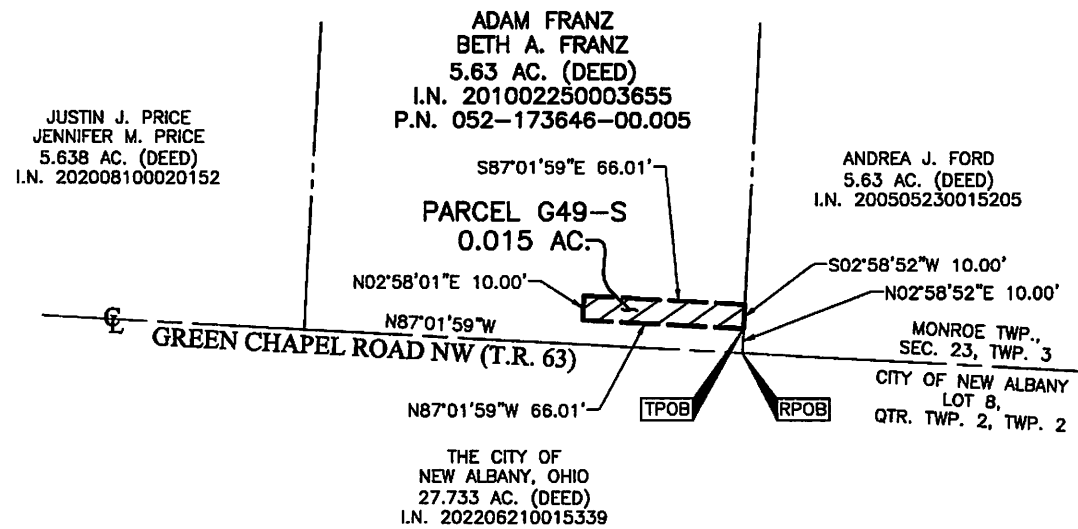 ADAM FRANZ
BETH A. FRANZ
5.63 AC. (DEED)
I.N. 201002250003655
P.N. 052-173646-00.005
JUSTIN J. PRICE
JENNIFER M. PRICE
5.638 AC. (DEED)
I.N. 202008100020152
ANDREA J. FORD
5.63 AC. (DEED)
I.N. 200505230015205
S87°01'59"E 66.01'
PARCEL G49-S
0.015 AC.
N02°58'01"E 10.00'
S02°58'52"W 10.00'
N02°58'52"E 10.00'
N87°01'59"W
℄ GREEN CHAPEL ROAD NW (T.R. 63)
MONROE TWP.,
SEC. 23, TWP. 3
CITY OF NEW ALBANY
LOT 8,
QTR. TWP. 2, TWP. 2
N87°01'59"W 66.01'
TPOB
RPOB
THE CITY OF
NEW ALBANY, OHIO
27.733 AC. (DEED)
I.N. 202206210015339